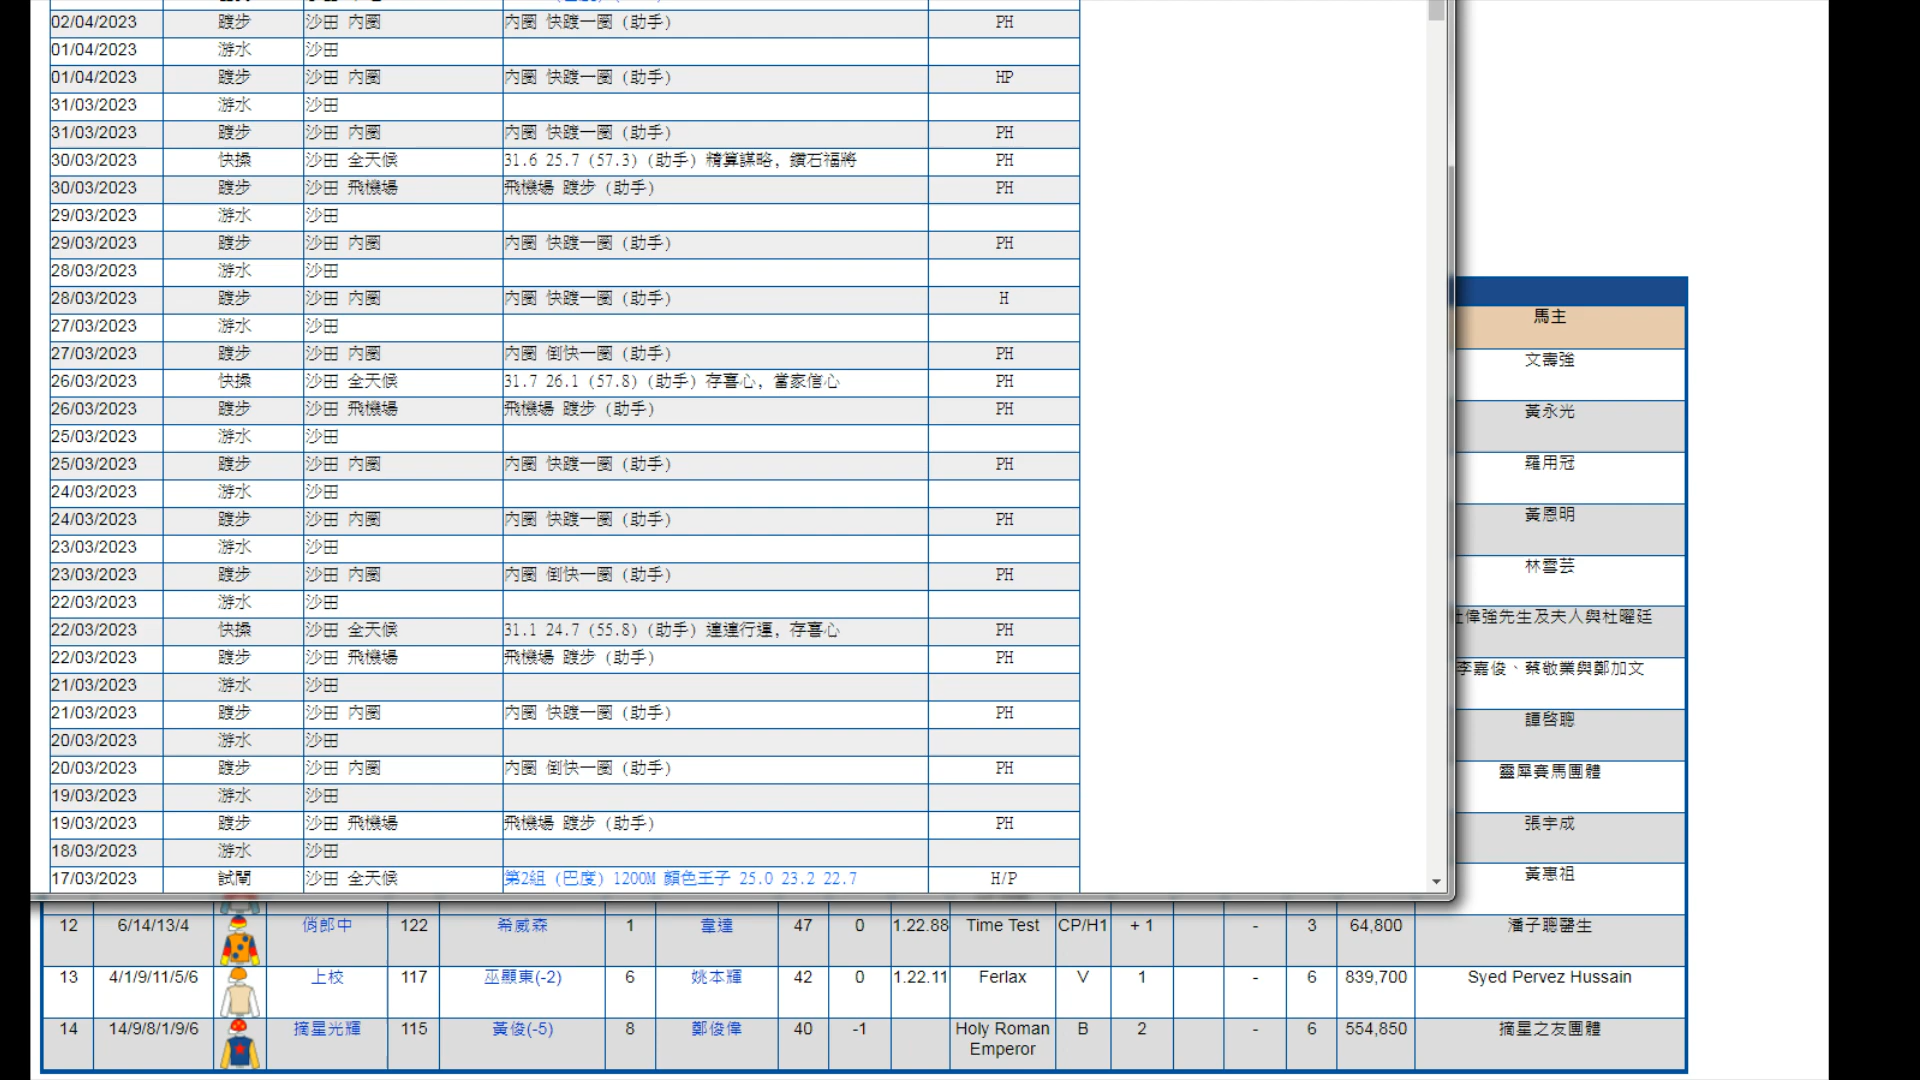 02/04/2023 踱步 沙田 內圈 內圈 快踱一圈 (助手) PH
01/04/2023 游水 沙田
01/04/2023 踱步 沙田 內圈 內圈 快踱一圈 (助手) HP
31/03/2023 游水 沙田
31/03/2023 踱步 沙田 內圈 內圈 快踱一圈 (助手) PH
30/03/2023 快操 沙田 全天候 31.6 25.7 (57.3) (助手) 精算謀略, 鑽石福將 PH
30/03/2023 踱步 沙田 飛機場 飛機場 踱步 (助手) PH
29/03/2023 游水 沙田
29/03/2023 踱步 沙田 內圈 內圈 快踱一圈 (助手) PH
28/03/2023 游水 沙田
28/03/2023 踱步 沙田 內圈 內圈 快踱一圈 (助手) H
27/03/2023 游水 沙田
馬主
27/03/2023 踱步 沙田 內圈 內圈 倒快一圈 (助手) PH
文壽強
26/03/2023 快操 沙田 全天候 31.7 26.1 (57.8) (助手) 存喜心, 當家信心 PH
26/03/2023 踱步 沙田 飛機場 飛機場 踱步 (助手) PH
黃永光
25/03/2023 游水 沙田
25/03/2023 踱步 沙田 內圈 內圈 快踱一圈 (助手) PH
羅用冠
24/03/2023 游水 沙田
24/03/2023 踱步 沙田 內圈 內圈 快踱一圈 (助手) PH
黃恩明
23/03/2023 游水 沙田
23/03/2023 踱步 沙田 內圈 內圈 倒快一圈 (助手) PH
林雪芸
22/03/2023 游水 沙田
22/03/2023 快操 沙田 全天候 31.1 24.7 (55.8) (助手) 連連行運, 存喜心 PH
偉強先生及夫人與杜曜廷
22/03/2023 踱步 沙田 飛機場 飛機場 踱步 (助手) PH
李嘉俊、蔡敬業與鄭加文
21/03/2023 游水 沙田
21/03/2023 踱步 沙田 內圈 內圈 快踱一圈 (助手) PH
譚啓聰
20/03/2023 游水 沙田
20/03/2023 踱步 沙田 內圈 內圈 倒快一圈 (助手) PH
靈犀賽馬團體
19/03/2023 游水 沙田
19/03/2023 踱步 沙田 飛機場 飛機場 踱步 (助手) PH
張宇成
18/03/2023 游水 沙田
17/03/2023 試閘 沙田 全天候 第2組 (巴度) 1200M 顏色王子 25.0 23.2 22.7 H/P
黃惠祖
12 6/14/13/4 俏郎中 122 希威森 1 韋達 47 0 1.22.88 Time Test CP/H1 + 1 - 3 64,800 潘子聰醫生
13 4/1/9/11/5/6 上校 117 巫顯東(-2) 6 姚本輝 42 0 1.22.11 Ferlax V 1 - 6 839,700 Syed Pervez Hussain
14 14/9/8/1/9/6 摘星光輝 115 黃俊(-5) 8 鄭俊偉 40 -1 Holy Roman Emperor B 2 - 6 554,850 摘星之友團體